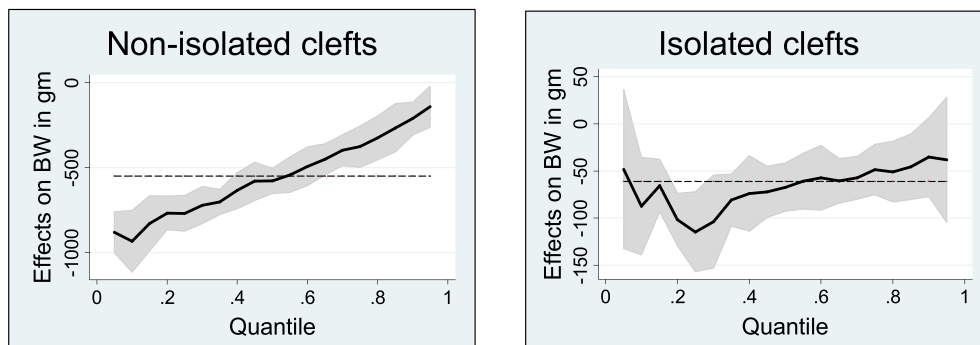 Non-isolated clefts
Effects on BW in gm
0
-500
-1000
0 .2 .4 .6 .8 1
Quantile
Isolated clefts
Effects on BW in gm
50
0
-50
-100
-150
0 .2 .4 .6 .8 1
Quantile